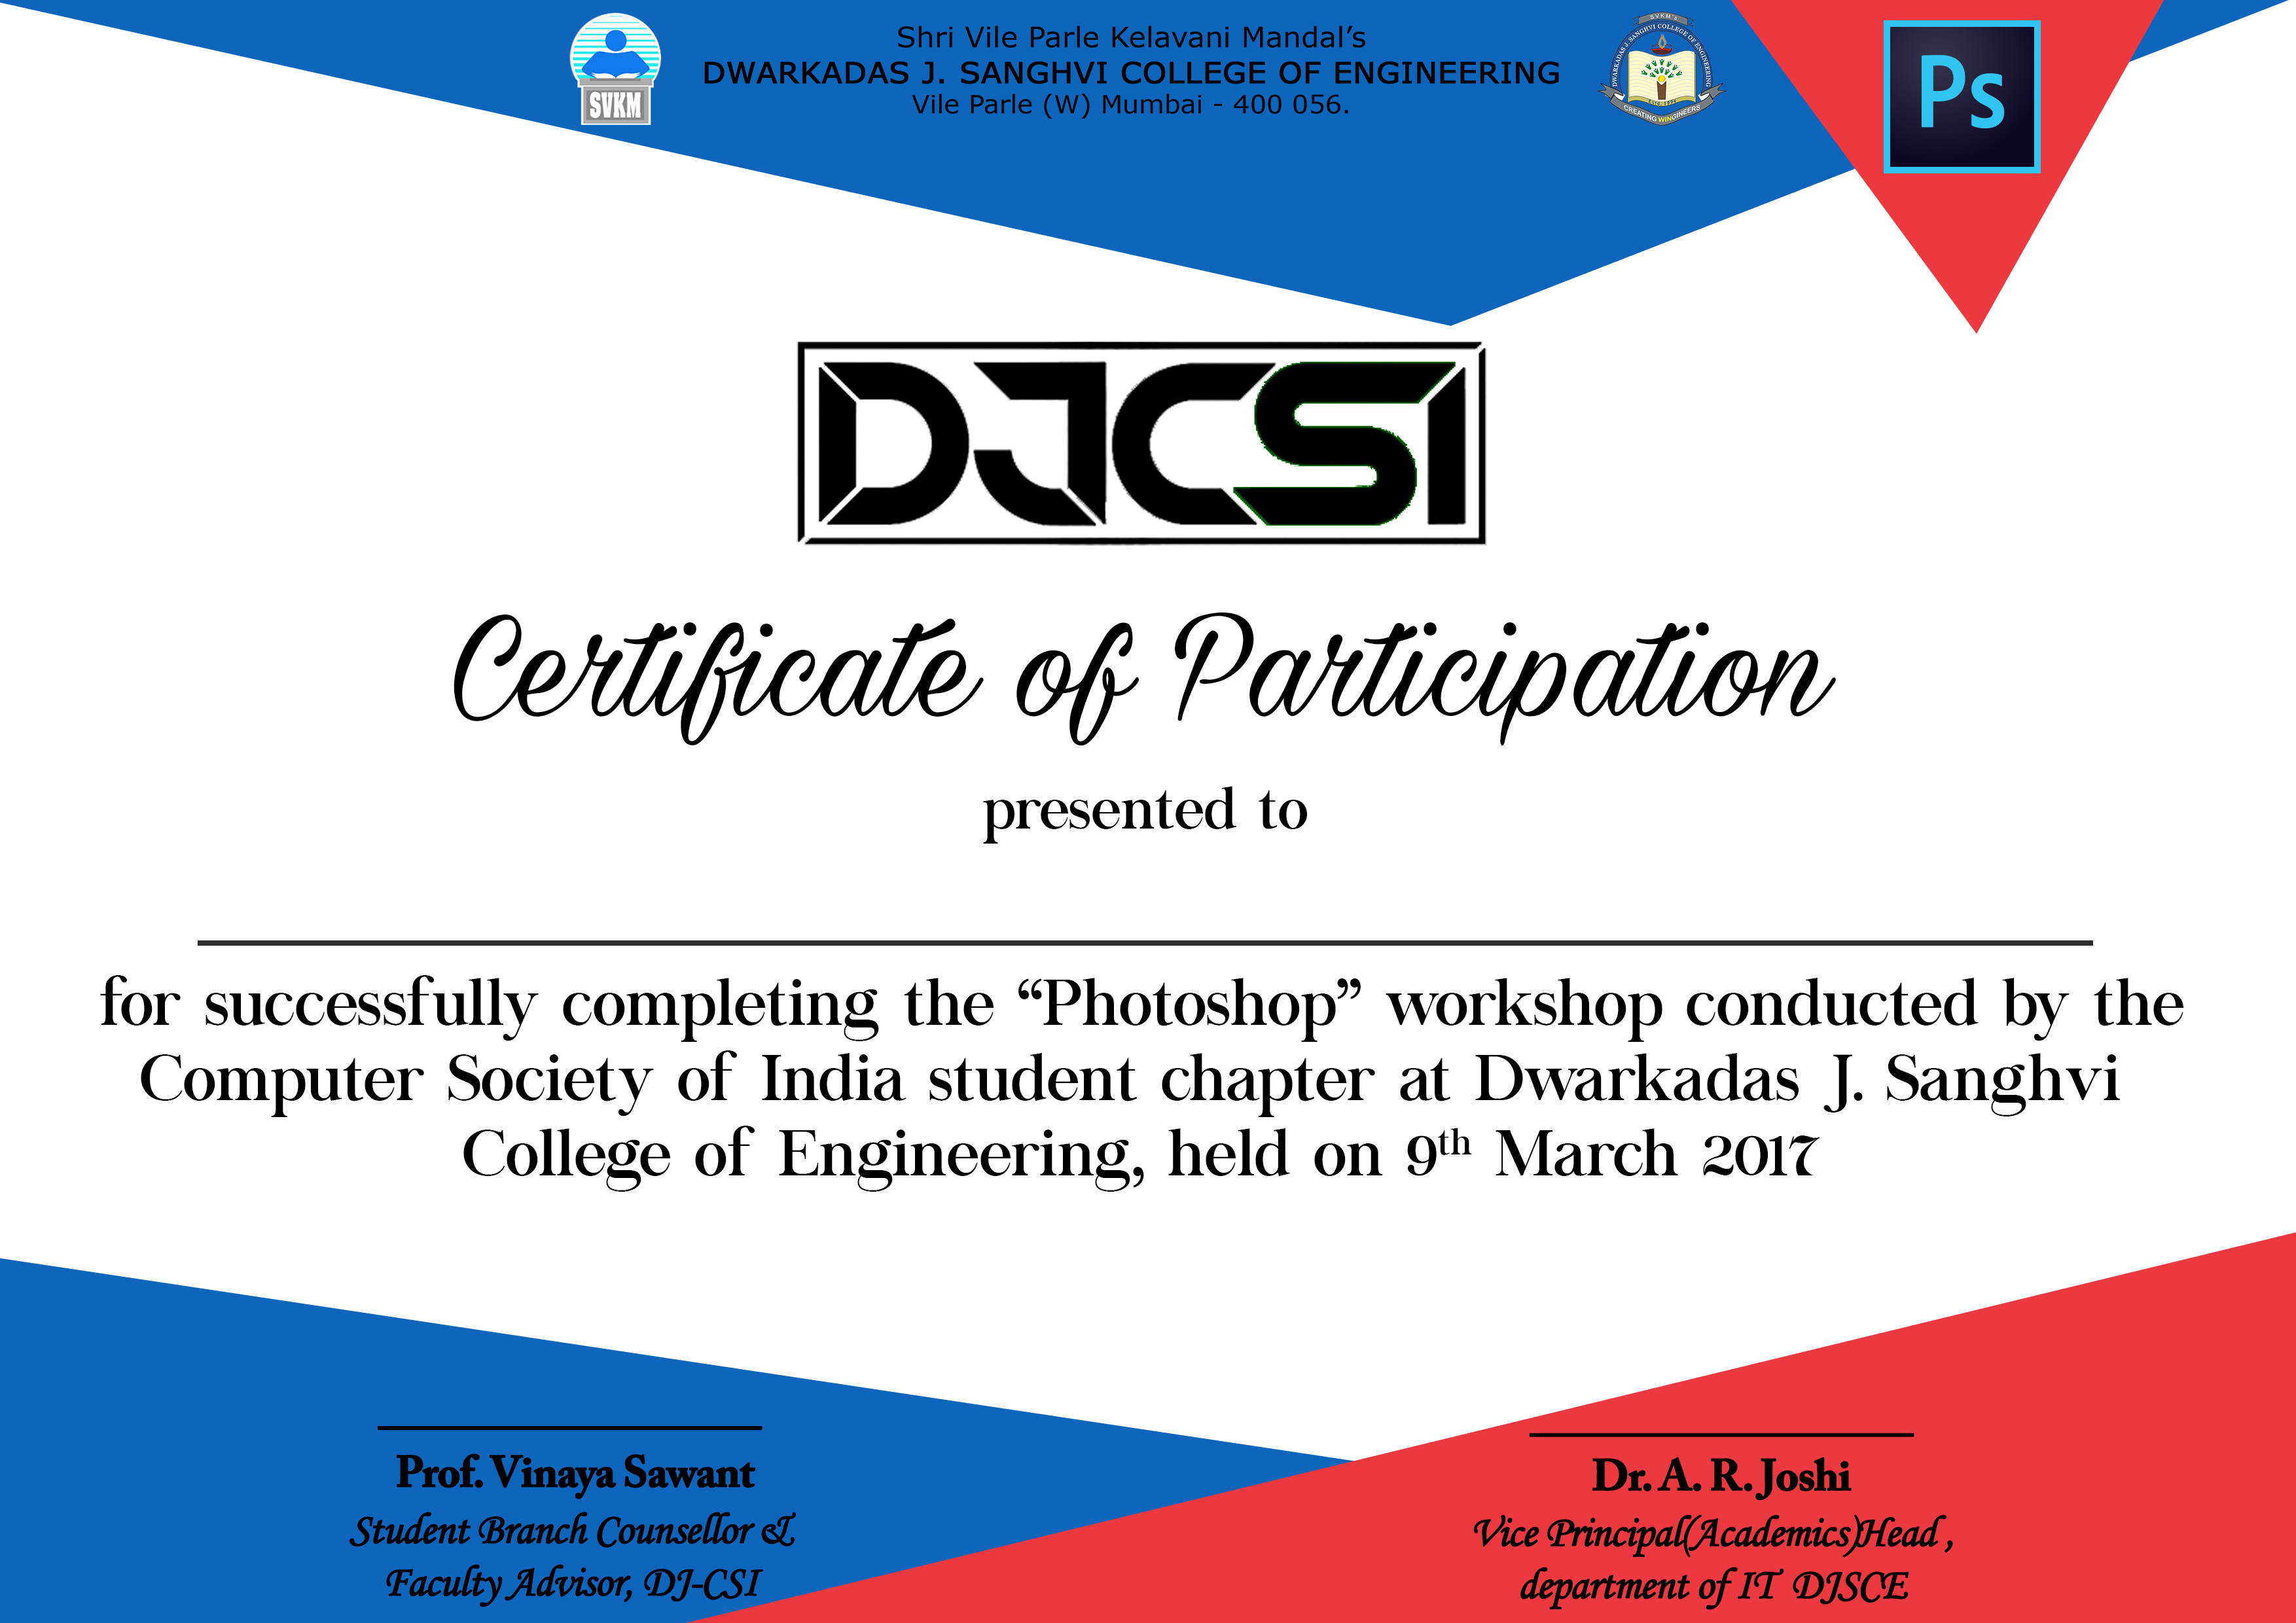 Shri Vile Parle Kelavani Mandal’s
DWARKADAS J. SANGHVI COLLEGE OF ENGINEERING
Vile Parle (W) Mumbai - 400 056.
SVKM
SVKM's
DWARKADAS J. SANGHVI COLLEGE OF ENGINEERING
CREATING WINGINEERS
Ps
DJCSI
Certificate of Participation
presented to
for successfully completing the “Photoshop” workshop conducted by the
Computer Society of India student chapter at Dwarkadas J. Sanghvi
College of Engineering, held on 9th March 2017
Prof. Vinaya Sawant
Student Branch Counsellor &
Faculty Advisor, DJ-CSI
Dr. A. R. Joshi
Vice Principal(Academics)Head ,
department of IT DJSCE